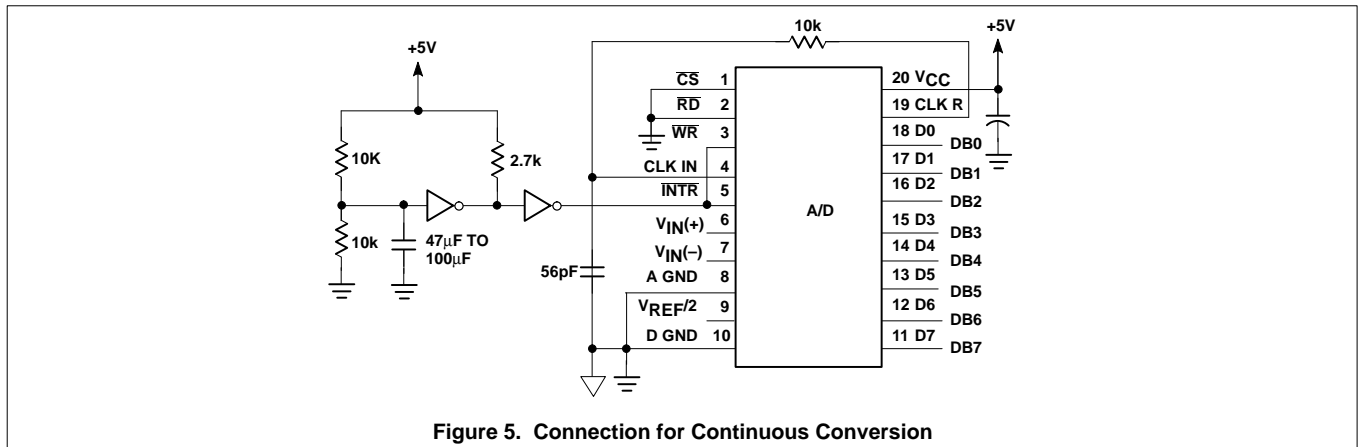 10k
+5V
+5V
10K
2.7k
10k
47μF TO
100μF
56pF
CS 1
RD 2
WR 3
CLK IN 4
INTR 5
VIN(+) 6
VIN(–) 7
A GND 8
VREF/2 9
D GND 10
A/D
20 VCC
19 CLK R
18 D0
DB0
17 D1
DB1
16 D2
DB2
15 D3
DB3
14 D4
DB4
13 D5
DB5
12 D6
DB6
11 D7
DB7
Figure 5. Connection for Continuous Conversion